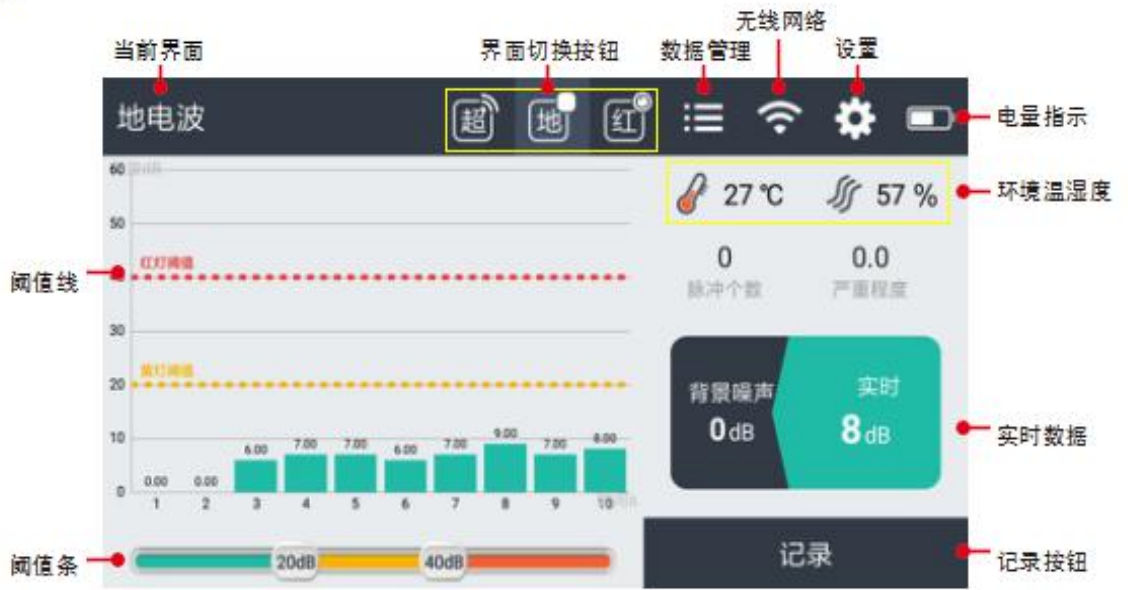 无线网络
当前界面 界面切换按钮 数据管理 设置
地电波 超 地 红 电量指示
27 ℃ 57 % 环境温湿度
60
50
红灯阈值
阈值线
0 0.0
脉冲个数 严重程度
30
黄灯阈值
20
背景噪声 实时
0dB 8dB 实时数据
10
0.00 0.00 6.00 7.00 7.00 6.00 7.00 9.00 7.00 8.00
0
1 2 3 4 5 6 7 8 9 10
阈值条 20dB 40dB 记录 记录按钮